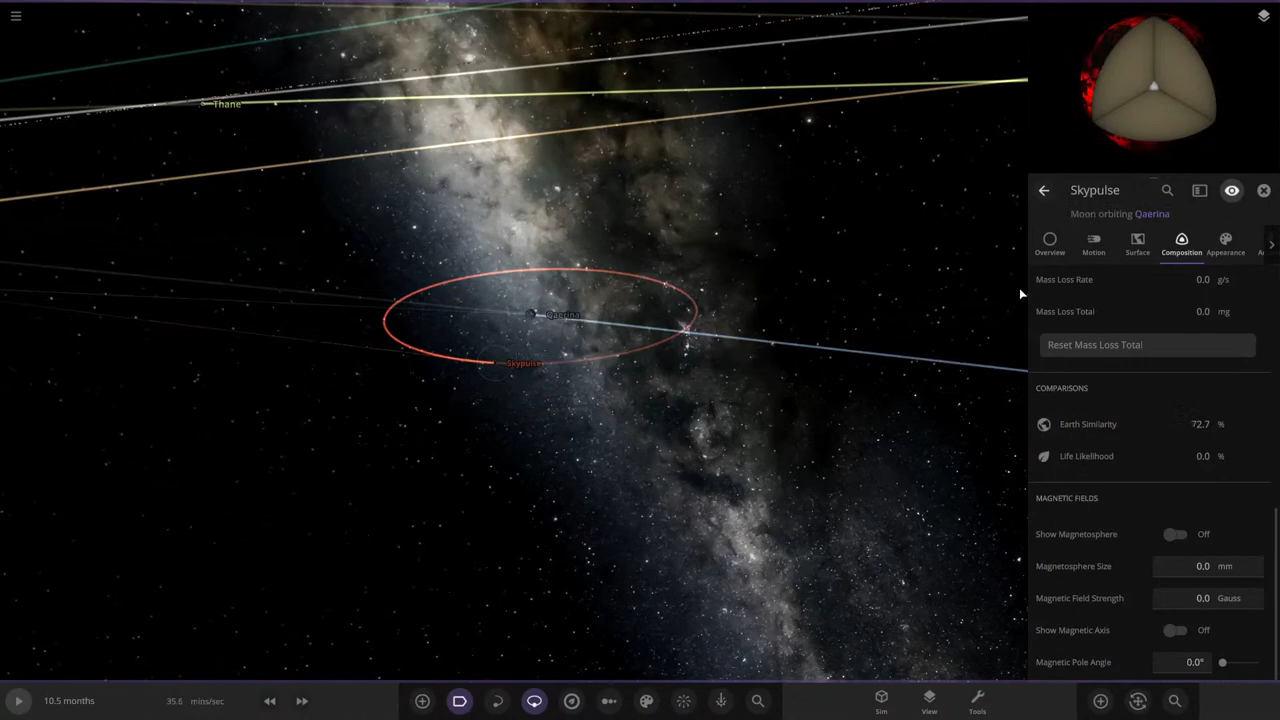 Thane
Qaerina
Skypulse
Skypulse
Moon orbiting Qaerina
Overview
Motion
Surface
Composition
Appearance
Mass Loss Rate 0.0 g/s
Mass Loss Total 0.0 mg
Reset Mass Loss Total
COMPARISONS
Earth Similarity 72.7 %
Life Likelihood 0.0 %
MAGNETIC FIELDS
Show Magnetosphere Off
Magnetosphere Size 0.0 mm
Magnetic Field Strength 0.0 Gauss
Show Magnetic Axis Off
Magnetic Pole Angle 0.0°
10.5 months
35.6 mins/sec
Sim
View
Tools